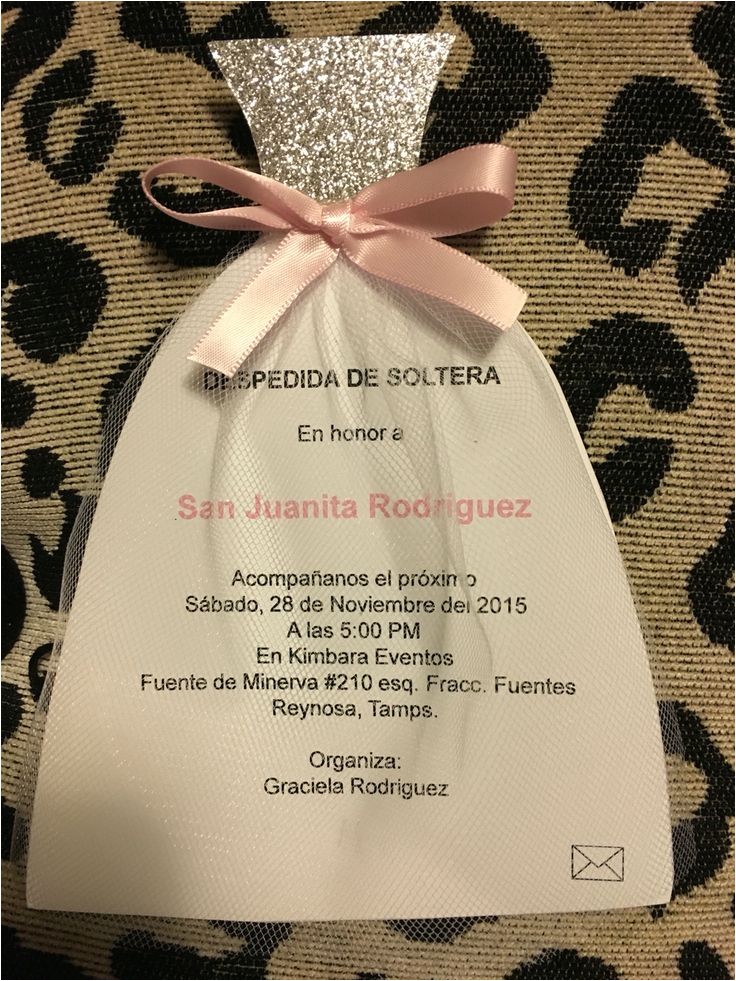 DESPEDIDA DE SOLTERA
En honor a
San Juanita Rodriguez
Acompañanos el próximo
Sábado, 28 de Noviembre del 2015
A las 5:00 PM
En Kimbara Eventos
Fuente de Minerva #210 esq. Fracc. Fuentes
Reynosa, Tamps.
Organiza:
Graciela Rodriguez